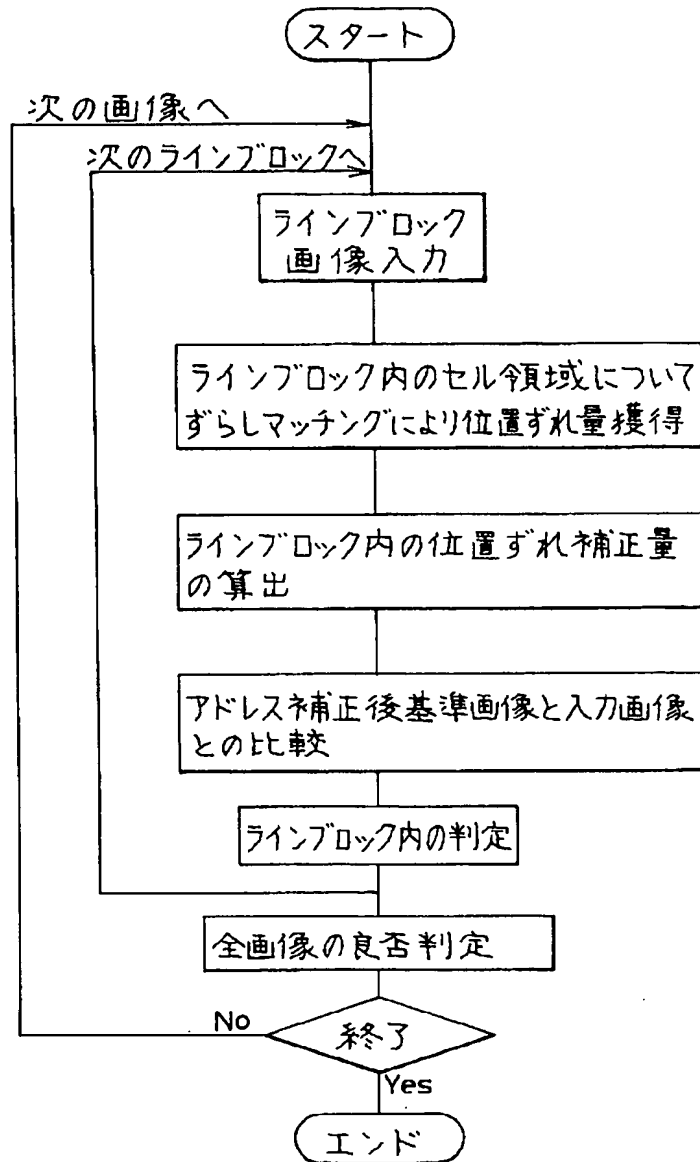 スタート
次の画像へ
次のラインブロックへ
ラインブロック
画像入力
ラインブロック内のセル領域について
ずらしマッチングにより位置ずれ量獲得
ラインブロック内の位置ずれ補正量
の算出
アドレス補正後基準画像と入力画像
との比較
ラインブロック内の判定
全画像の良否判定
No
終了
Yes
エンド